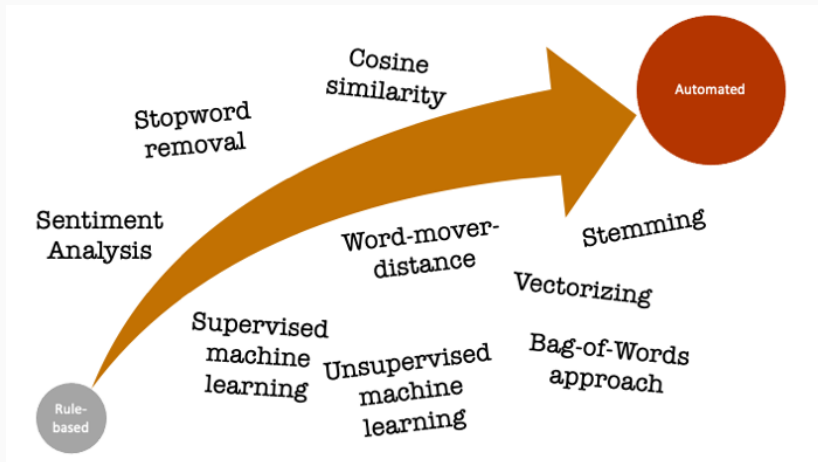 Cosine
similarity
Automated
Stopword
removal
Sentiment
Analysis
Word-mover-
distance
Stemming
Vectorizing
Supervised
machine
learning
Unsupervised
machine
learning
Bag-of-Words
approach
Rule-
based